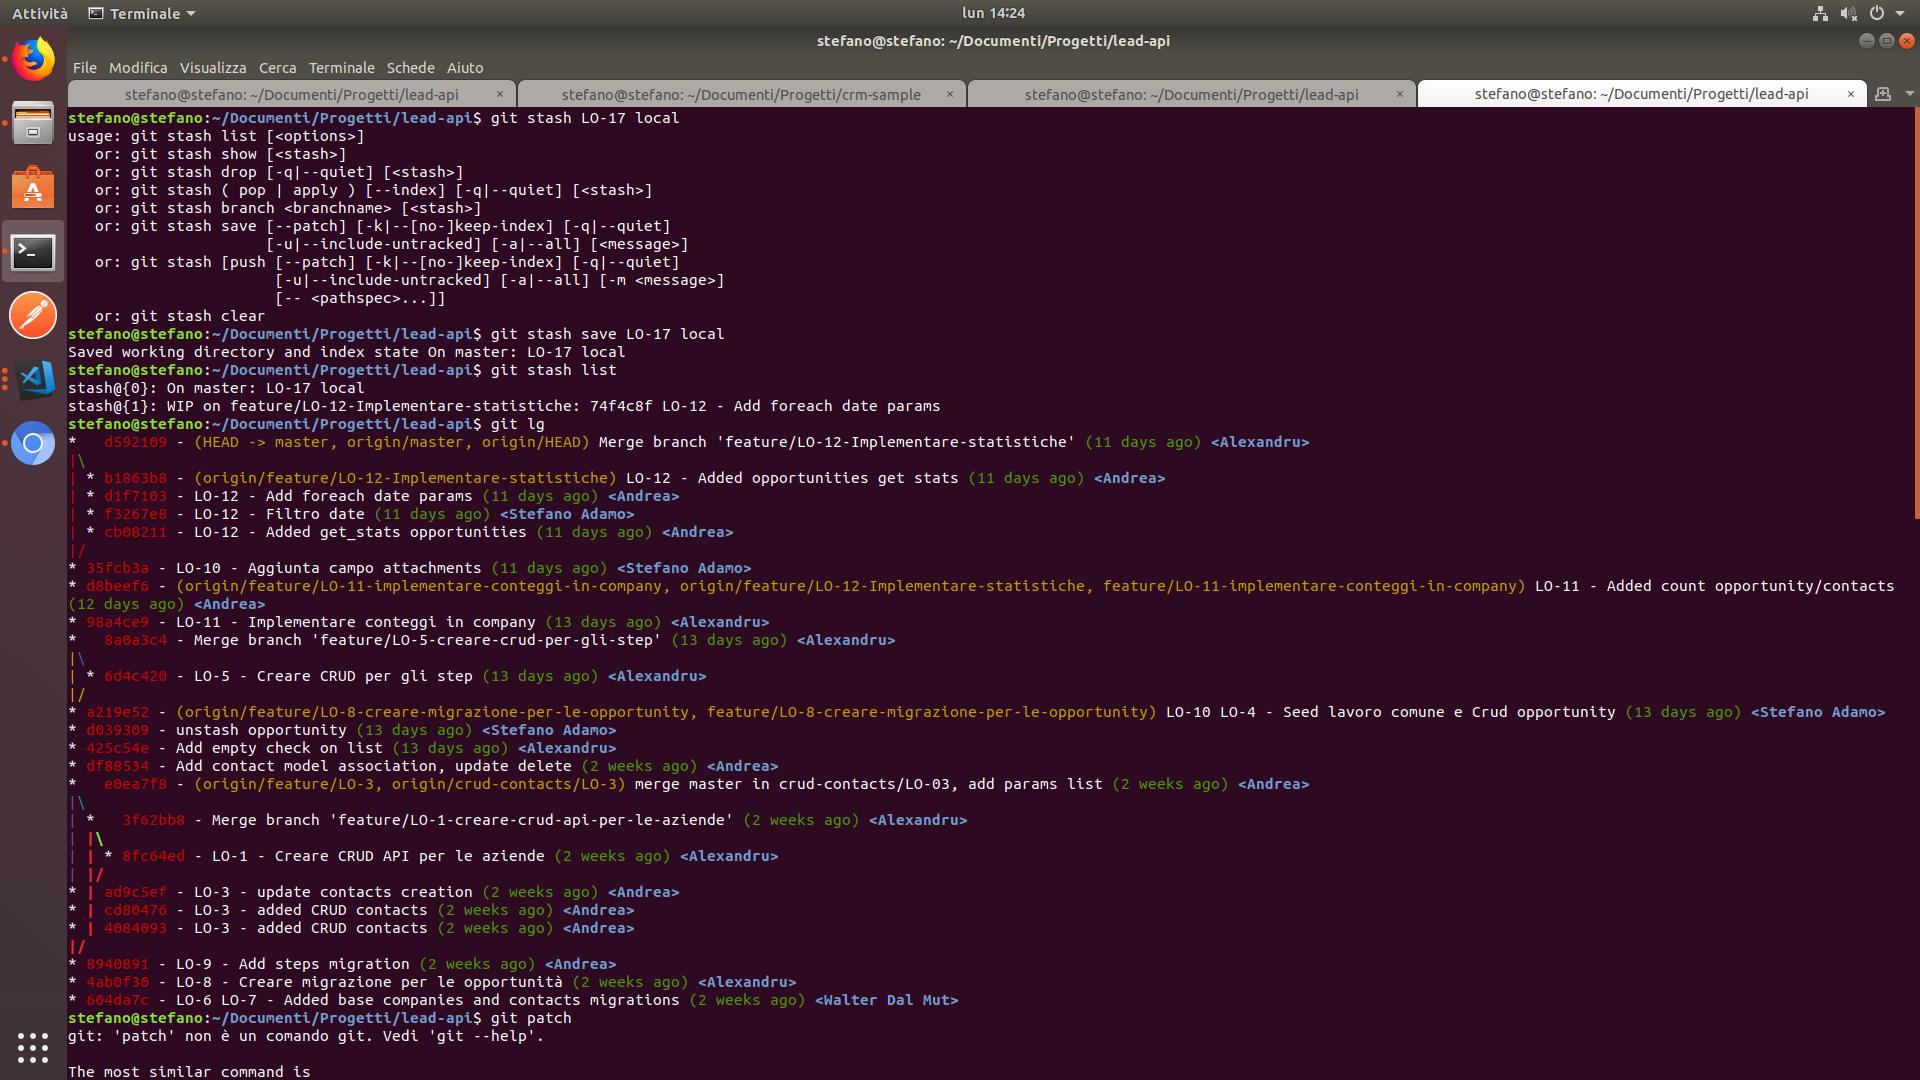 Attività Terminale lun 14:24
stefano@stefano: ~/Documenti/Progetti/lead-api
File Modifica Visualizza Cerca Terminale Schede Aiuto
stefano@stefano: ~/Documenti/Progetti/lead-api × stefano@stefano: ~/Documenti/Progetti/crm-sample × stefano@stefano: ~/Documenti/Progetti/lead-api × stefano@stefano: ~/Documenti/Progetti/lead-api ×
stefano@stefano:~/Documenti/Progetti/lead-api$ git stash LO-17 local
usage: git stash list [<options>]
   or: git stash show [<stash>]
   or: git stash drop [-q|--quiet] [<stash>]
   or: git stash ( pop | apply ) [--index] [-q|--quiet] [<stash>]
   or: git stash branch <branchname> [<stash>]
   or: git stash save [--patch] [-k|--[no-]keep-index] [-q|--quiet]
                      [-u|--include-untracked] [-a|--all] [<message>]
   or: git stash [push [--patch] [-k|--[no-]keep-index] [-q|--quiet]
                       [-u|--include-untracked] [-a|--all] [-m <message>]
                       [-- <pathspec>...]]
   or: git stash clear
stefano@stefano:~/Documenti/Progetti/lead-api$ git stash save LO-17 local
Saved working directory and index state On master: LO-17 local
stefano@stefano:~/Documenti/Progetti/lead-api$ git stash list
stash@{0}: On master: LO-17 local
stash@{1}: WIP on feature/LO-12-Implementare-statistiche: 74f4c8f LO-12 - Add foreach date params
stefano@stefano:~/Documenti/Progetti/lead-api$ git lg
*   d592109 - (HEAD -> master, origin/master, origin/HEAD) Merge branch 'feature/LO-12-Implementare-statistiche' (11 days ago) <Alexandru>
|\
| * b1863b8 - (origin/feature/LO-12-Implementare-statistiche) LO-12 - Added opportunities get stats (11 days ago) <Andrea>
| * d1f7103 - LO-12 - Add foreach date params (11 days ago) <Andrea>
| * f3267e8 - LO-12 - Filtro date (11 days ago) <Stefano Adamo>
| * cb08211 - LO-12 - Added get_stats opportunities (11 days ago) <Andrea>
|/
* 35fcb3a - LO-10 - Aggiunta campo attachments (11 days ago) <Stefano Adamo>
* d8beef6 - (origin/feature/LO-11-implementare-conteggi-in-company, origin/feature/LO-12-Implementare-statistiche, feature/LO-11-implementare-conteggi-in-company) LO-11 - Added count opportunity/contacts
(12 days ago) <Andrea>
* 98a4ce9 - LO-11 - Implementare conteggi in company (13 days ago) <Alexandru>
*   8a0a3c4 - Merge branch 'feature/LO-5-creare-crud-per-gli-step' (13 days ago) <Alexandru>
|\
| * 6d4c420 - LO-5 - Creare CRUD per gli step (13 days ago) <Alexandru>
|/
* a219e52 - (origin/feature/LO-8-creare-migrazione-per-le-opportunity, feature/LO-8-creare-migrazione-per-le-opportunity) LO-10 LO-4 - Seed lavoro comune e Crud opportunity (13 days ago) <Stefano Adamo>
* d039309 - unstash opportunity (13 days ago) <Stefano Adamo>
* 425c54e - Add empty check on list (13 days ago) <Alexandru>
* df88534 - Add contact model association, update delete (2 weeks ago) <Andrea>
*   e0ea7f8 - (origin/feature/LO-3, origin/crud-contacts/LO-3) merge master in crud-contacts/LO-03, add params list (2 weeks ago) <Andrea>
|\
| *   3f62bb8 - Merge branch 'feature/LO-1-creare-crud-api-per-le-aziende' (2 weeks ago) <Alexandru>
| |\
| | * 8fc64ed - LO-1 - Creare CRUD API per le aziende (2 weeks ago) <Alexandru>
| |/
* | ad9c5ef - LO-3 - update contacts creation (2 weeks ago) <Andrea>
* | cd80476 - LO-3 - added CRUD contacts (2 weeks ago) <Andrea>
* | 4084093 - LO-3 - added CRUD contacts (2 weeks ago) <Andrea>
|/
* 8940891 - LO-9 - Add steps migration (2 weeks ago) <Andrea>
* 4ab0f30 - LO-8 - Creare migrazione per le opportunità (2 weeks ago) <Alexandru>
* 604da7c - LO-6 LO-7 - Added base companies and contacts migrations (2 weeks ago) <Walter Dal Mut>
stefano@stefano:~/Documenti/Progetti/lead-api$ git patch
git: 'patch' non è un comando git. Vedi 'git --help'.

The most similar command is